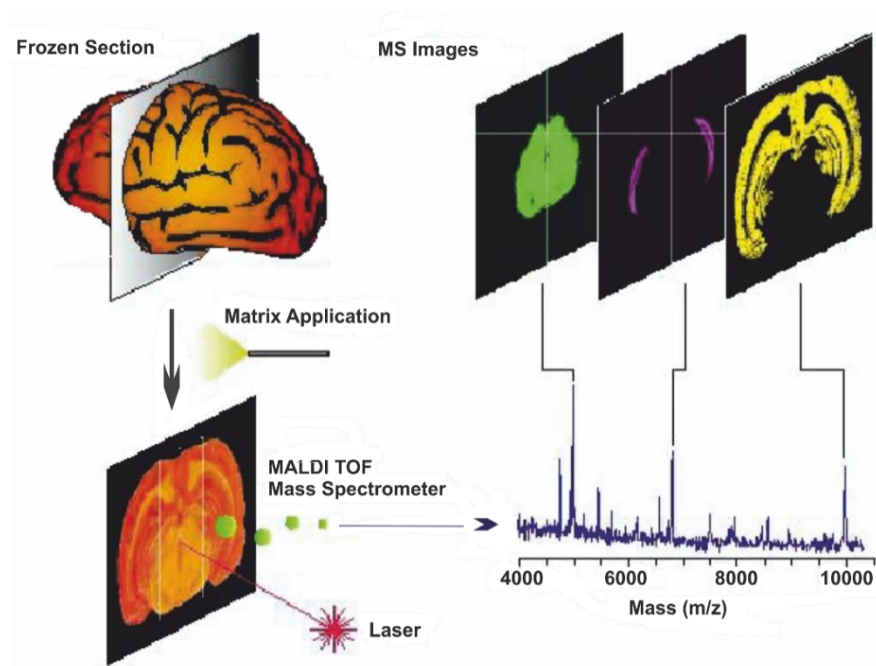 Frozen Section
MS Images
Matrix Application
MALDI TOF
Mass Spectrometer
Laser
4000 6000 8000 10000
Mass (m/z)